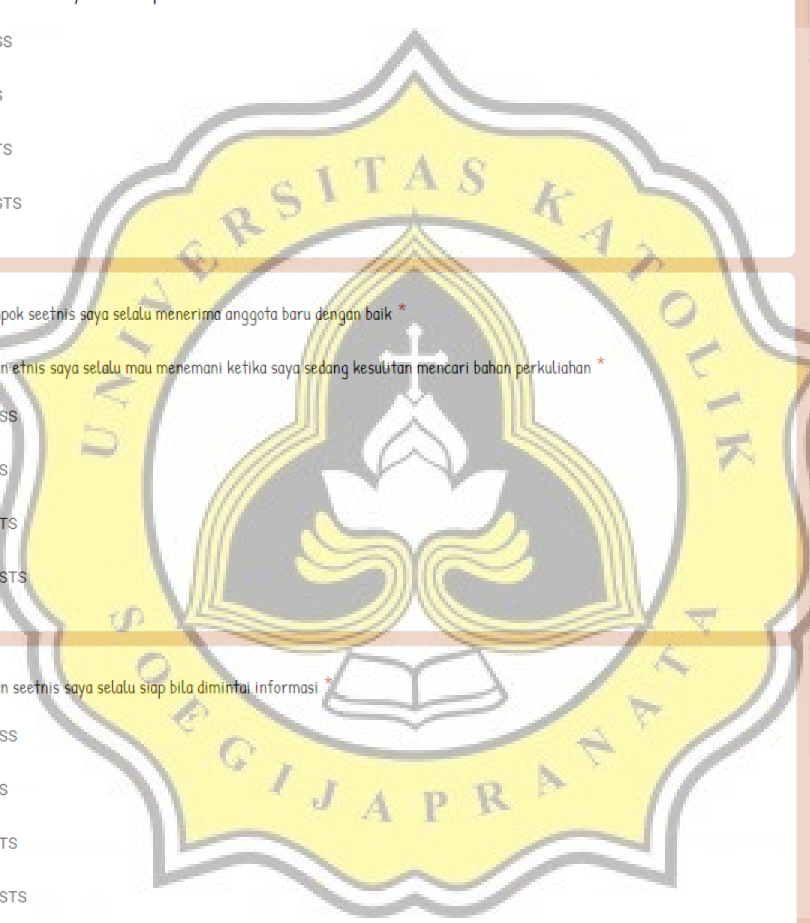 SS
S
TS
STS
UNIVERSITAS KATOLIK
pok seetnis saya selalu menerima anggota baru dengan baik *
n etnis saya selalu mau menemani ketika saya sedang kesulitan mencari bahan perkuliahan *
SS
S
TS
STS
SOEGIJAPRANATA
n seetnis saya selalu siap bila dimintai informasi *
SS
S
TS
STS